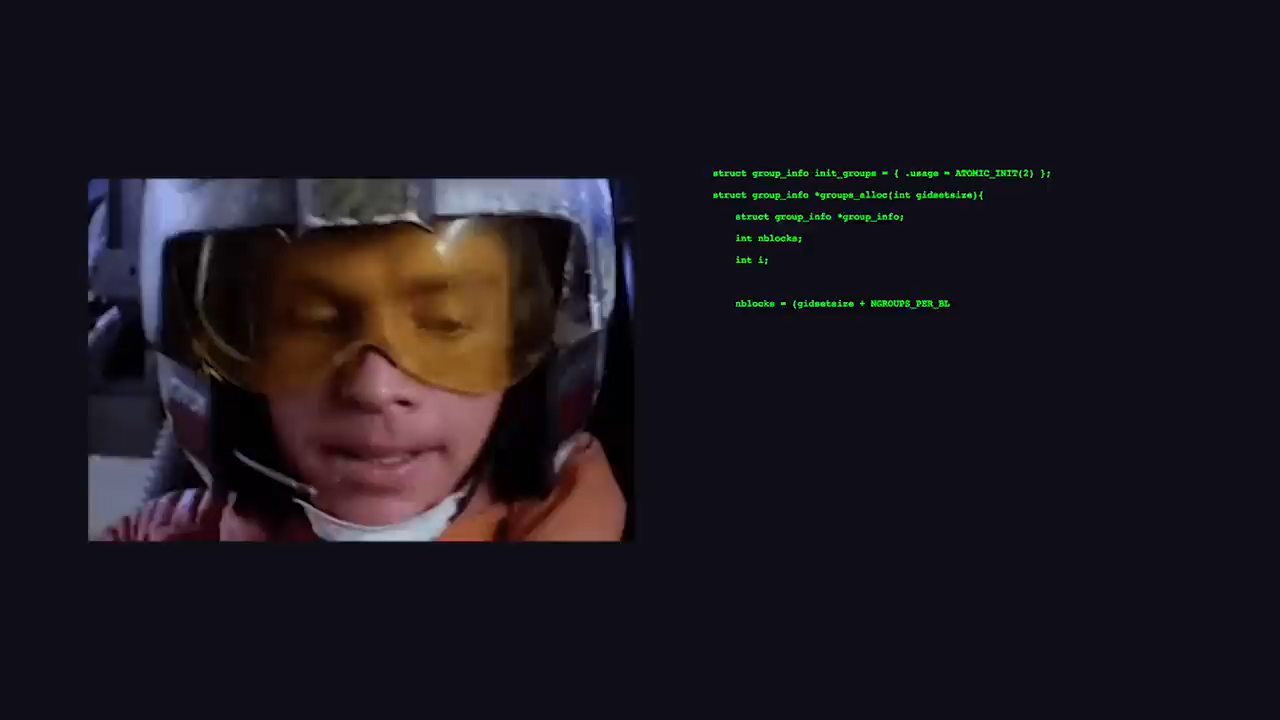 struct group_info init_groups = { .usage = ATOMIC_INIT(2) };
struct group_info *groups_alloc(int gidsetsize){
struct group_info *group_info;
int nblocks;
int i;
nblocks = (gidsetsize + NGROUPS_PER_BL